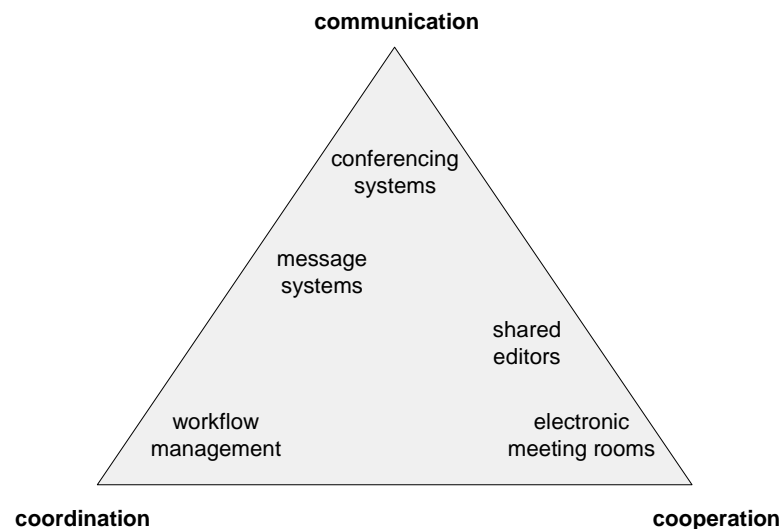 communication
conferencing
systems
message
systems
shared
editors
workflow
management
electronic
meeting rooms
coordination
cooperation